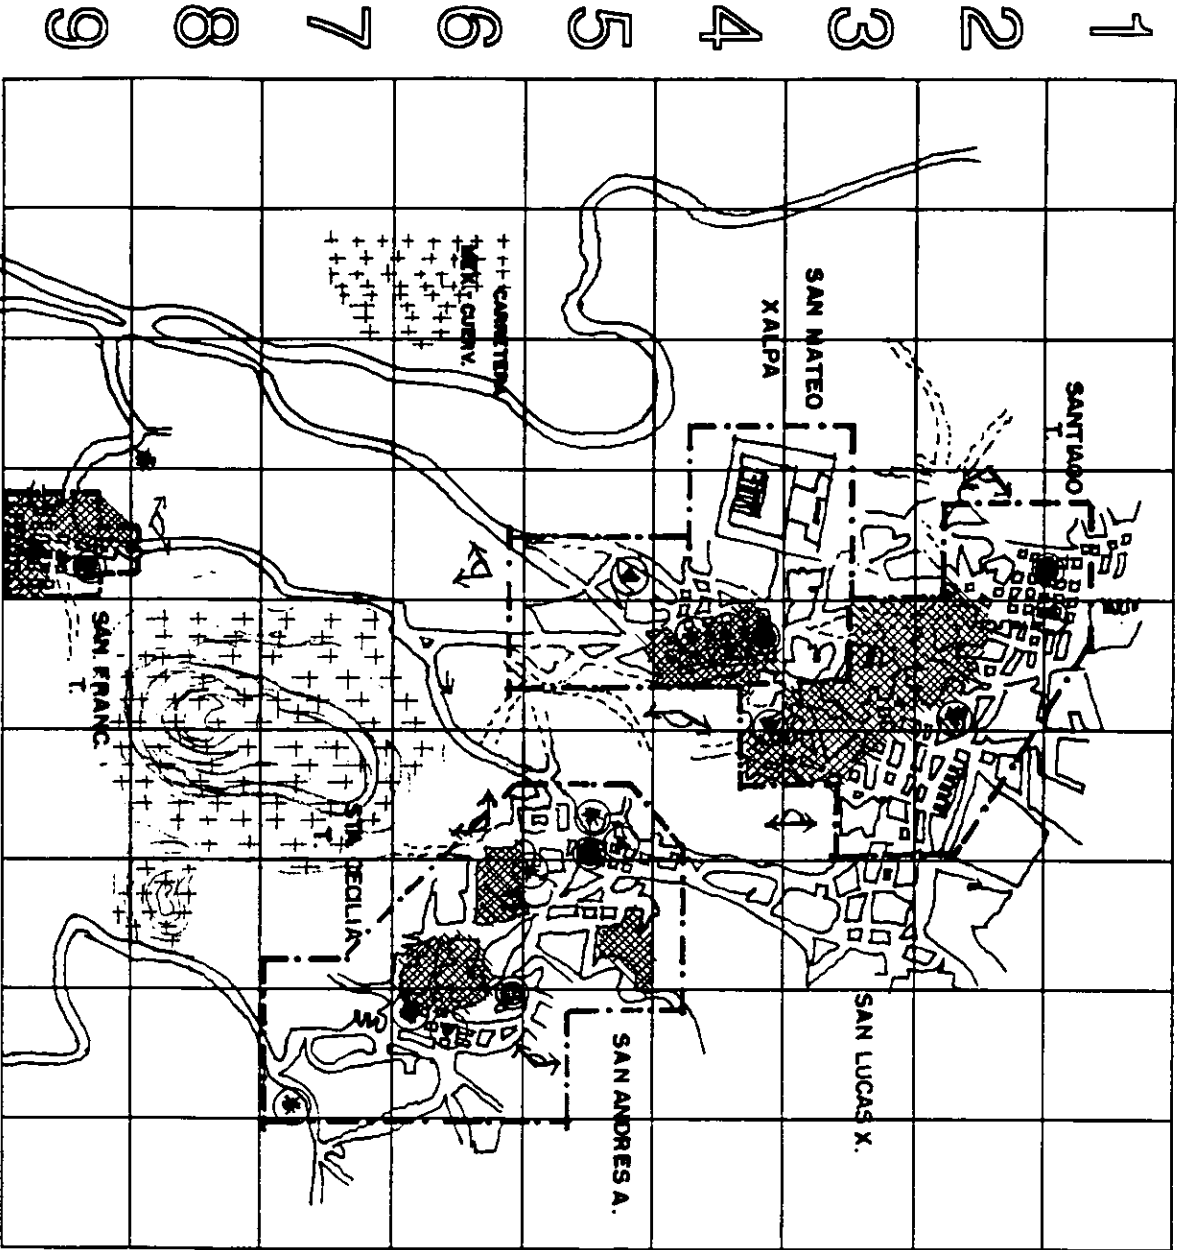 1
2
3
4
5
6
7
8
9
SANTIAGO
T.
SAN MATEO
XALPA
CARRETERA
MEX.- CUERV.
SAN LUCAS X.
SAN ANDRES A.
STA. CECILIA
T.
SAN FRANC.
T.